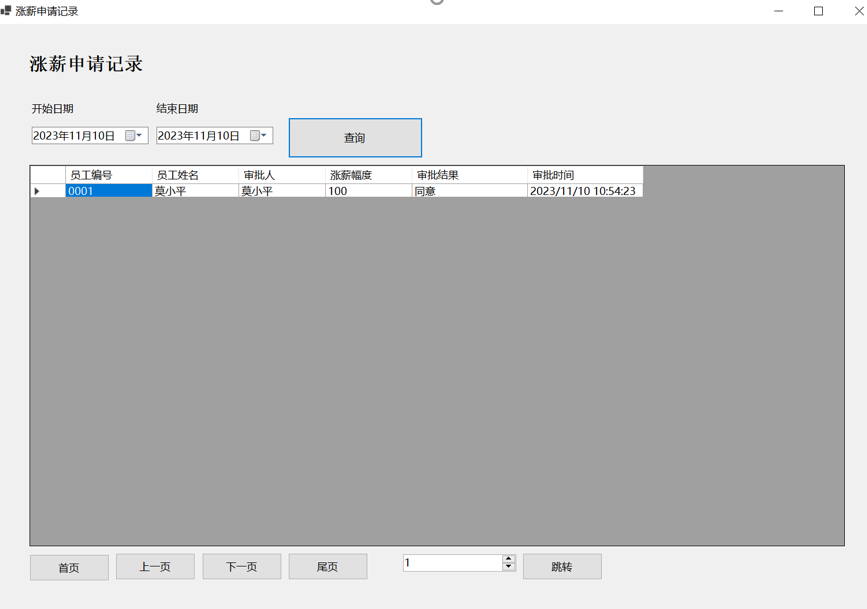 涨薪申请记录
涨薪申请记录
开始日期 结束日期
2023年11月10日 2023年11月10日 查询
员工编号 员工姓名 审批人 涨薪幅度 审批结果 审批时间
0001 莫小平 莫小平 100 同意 2023/11/10 10:54:23
首页 上一页 下一页 尾页 1 跳转